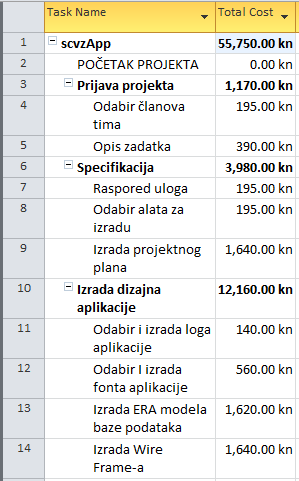 Task Name Total Cost
1 scvzApp 55,750.00 kn
2 POČETAK PROJEKTA 0.00 kn
3 Prijava projekta 1,170.00 kn
4 Odabir članova 195.00 kn
tima
5 Opis zadatka 390.00 kn
6 Specifikacija 3,980.00 kn
7 Raspored uloga 195.00 kn
8 Odabir alata za 195.00 kn
izradu
9 Izrada projektnog 1,640.00 kn
plana
10 Izrada dizajna 12,160.00 kn
aplikacije
11 Odabir i izrada loga 140.00 kn
aplikacije
12 Odabir I izrada 560.00 kn
fonta aplikacije
13 Izrada ERA modela 1,620.00 kn
baze podataka
14 Izrada Wire 1,640.00 kn
Frame-a